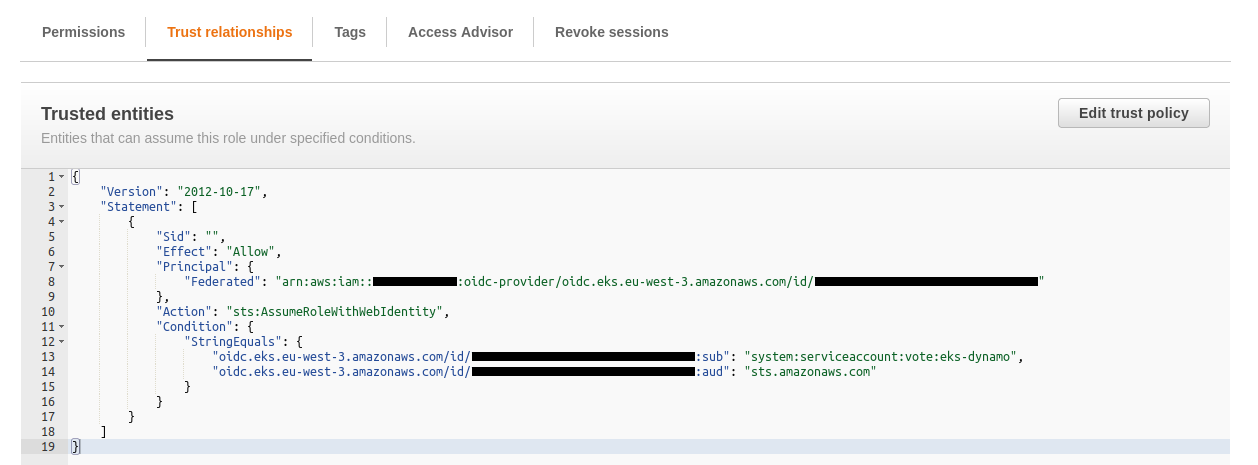 Permissions Trust relationships Tags Access Advisor Revoke sessions
Trusted entities
Edit trust policy
Entities that can assume this role under specified conditions.
1 {
2 "Version": "2012-10-17",
3 "Statement": [
4 {
5 "Sid": "",
6 "Effect": "Allow",
7 "Principal": {
8 "Federated": "arn:aws:iam:: :oidc-provider/oidc.eks.eu-west-3.amazonaws.com/id/ "
9 },
10 "Action": "sts:AssumeRoleWithWebIdentity",
11 "Condition": {
12 "StringEquals": {
13 "oidc.eks.eu-west-3.amazonaws.com/id/ :sub": "system:serviceaccount:vote:eks-dynamo",
14 "oidc.eks.eu-west-3.amazonaws.com/id/ :aud": "sts.amazonaws.com"
15 }
16 }
17 }
18 ]
19 }